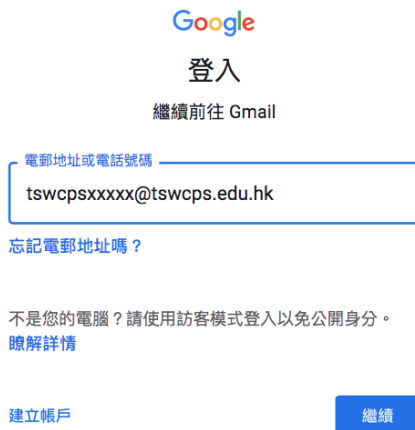 Google
登入
繼續前往 Gmail
電郵地址或電話號碼
tswcpsxxxxx@tswcps.edu.hk
忘記電郵地址嗎？
不是您的電腦？請使用訪客模式登入以免公開身分。
瞭解詳情
建立帳戶
繼續